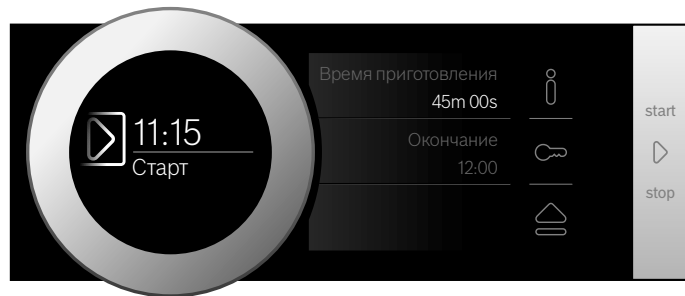 11:15
Старт
Время приготовления
45m 00s
Окончание
12:00
start
stop